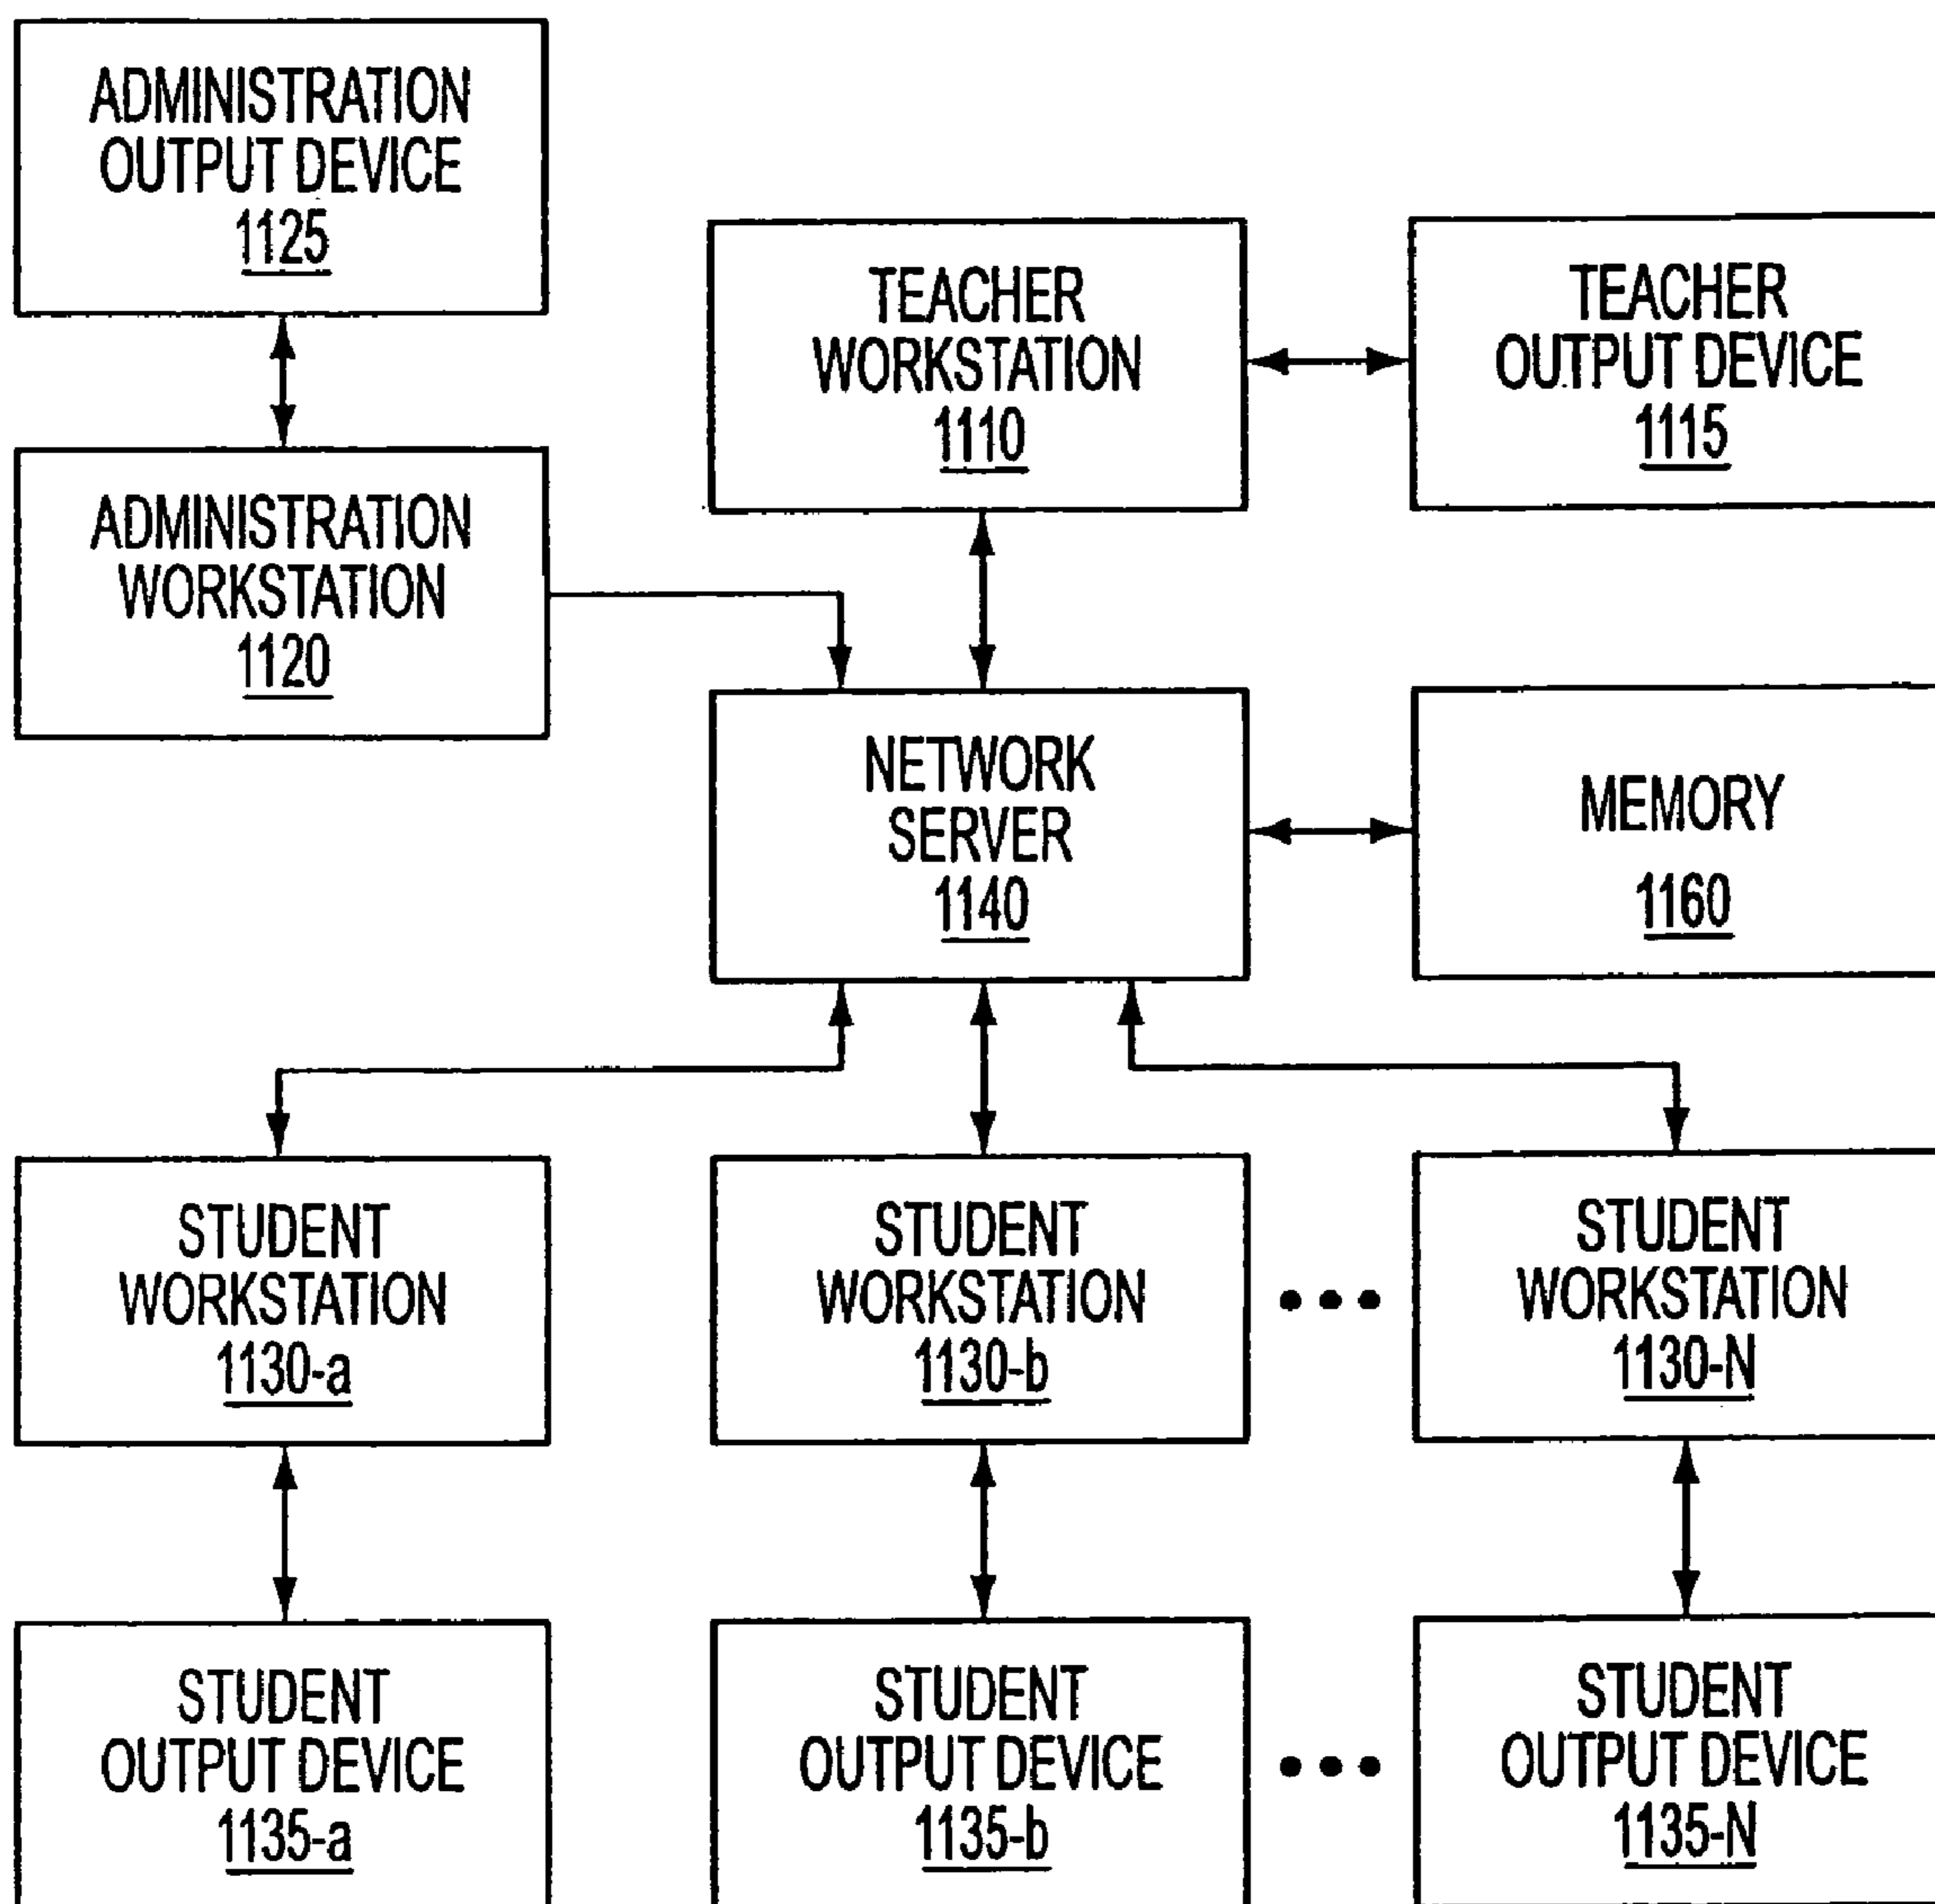 ADMINISTRATION
OUTPUT DEVICE
1125
TEACHER
WORKSTATION
1110
TEACHER
OUTPUT DEVICE
1115
ADMINISTRATION
WORKSTATION
1120
NETWORK
SERVER
1140
MEMORY
1160
STUDENT
WORKSTATION
1130-a
STUDENT
WORKSTATION
1130-b
STUDENT
WORKSTATION
1130-N
STUDENT
OUTPUT DEVICE
1135-a
STUDENT
OUTPUT DEVICE
1135-b
STUDENT
OUTPUT DEVICE
1135-N